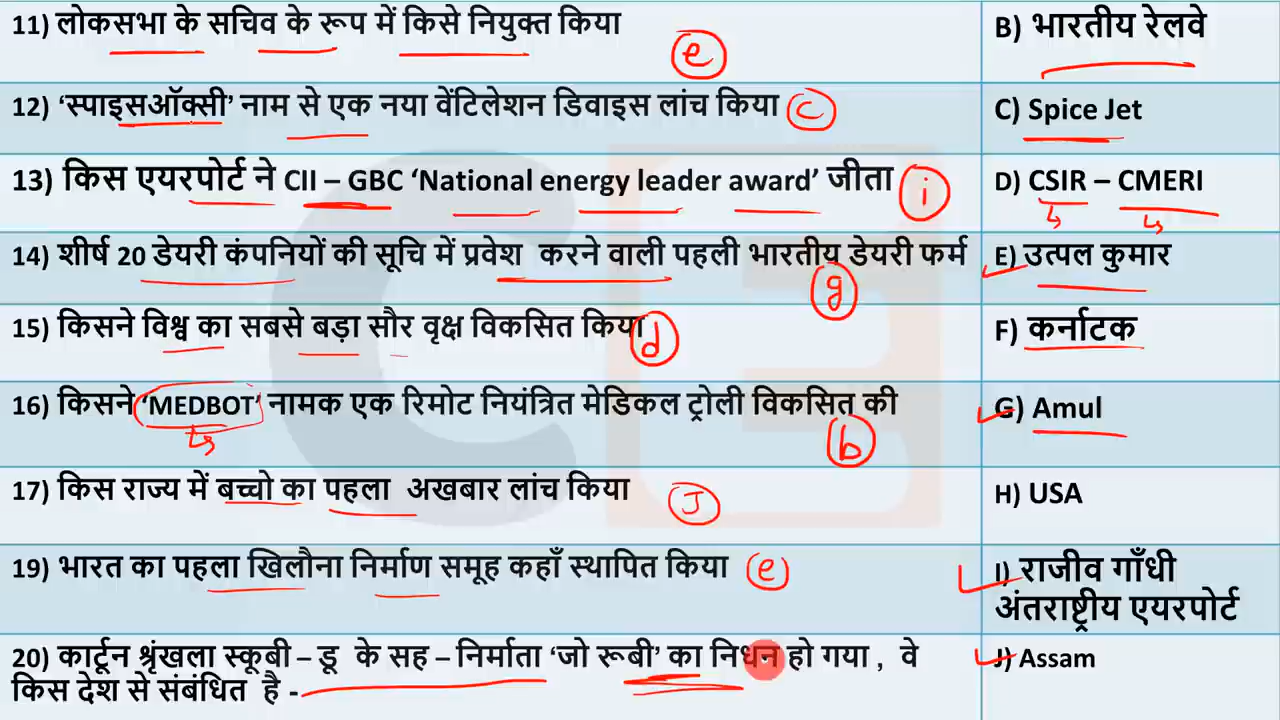 11) लोकसभा के सचिव के रूप में किसे नियुक्त किया
e
B) भारतीय रेलवे
12) ‘स्पाइसऑक्सी’ नाम से एक नया वेंटिलेशन डिवाइस लांच किया
C
C) Spice Jet
13) किस एयरपोर्ट ने CII – GBC ‘National energy leader award’ जीता
i
D) CSIR – CMERI
14) शीर्ष 20 डेयरी कंपनियों की सूचि में प्रवेश करने वाली पहली भारतीय डेयरी फर्म
g
E) उत्पल कुमार
15) किसने विश्व का सबसे बड़ा सौर वृक्ष विकसित किया
d
F) कर्नाटक
16) किसने ‘MEDBOT’ नामक एक रिमोट नियंत्रित मेडिकल ट्रोली विकसित की
b
G) Amul
17) किस राज्य में बच्चो का पहला अखबार लांच किया
J
H) USA
19) भारत का पहला खिलौना निर्माण समूह कहाँ स्थापित किया
e
I) राजीव गाँधी
अंतराष्ट्रीय एयरपोर्ट
20) कार्टून श्रृंखला स्कूबी – डू के सह – निर्माता ‘जो रूबी’ का निधन हो गया , वे
किस देश से संबंधित है -
J) Assam